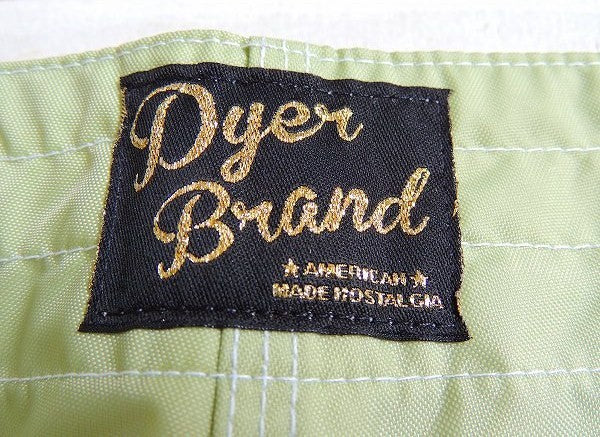 Dyer
Brand
★ AMERICAN ★
MADE NOSTALGIA